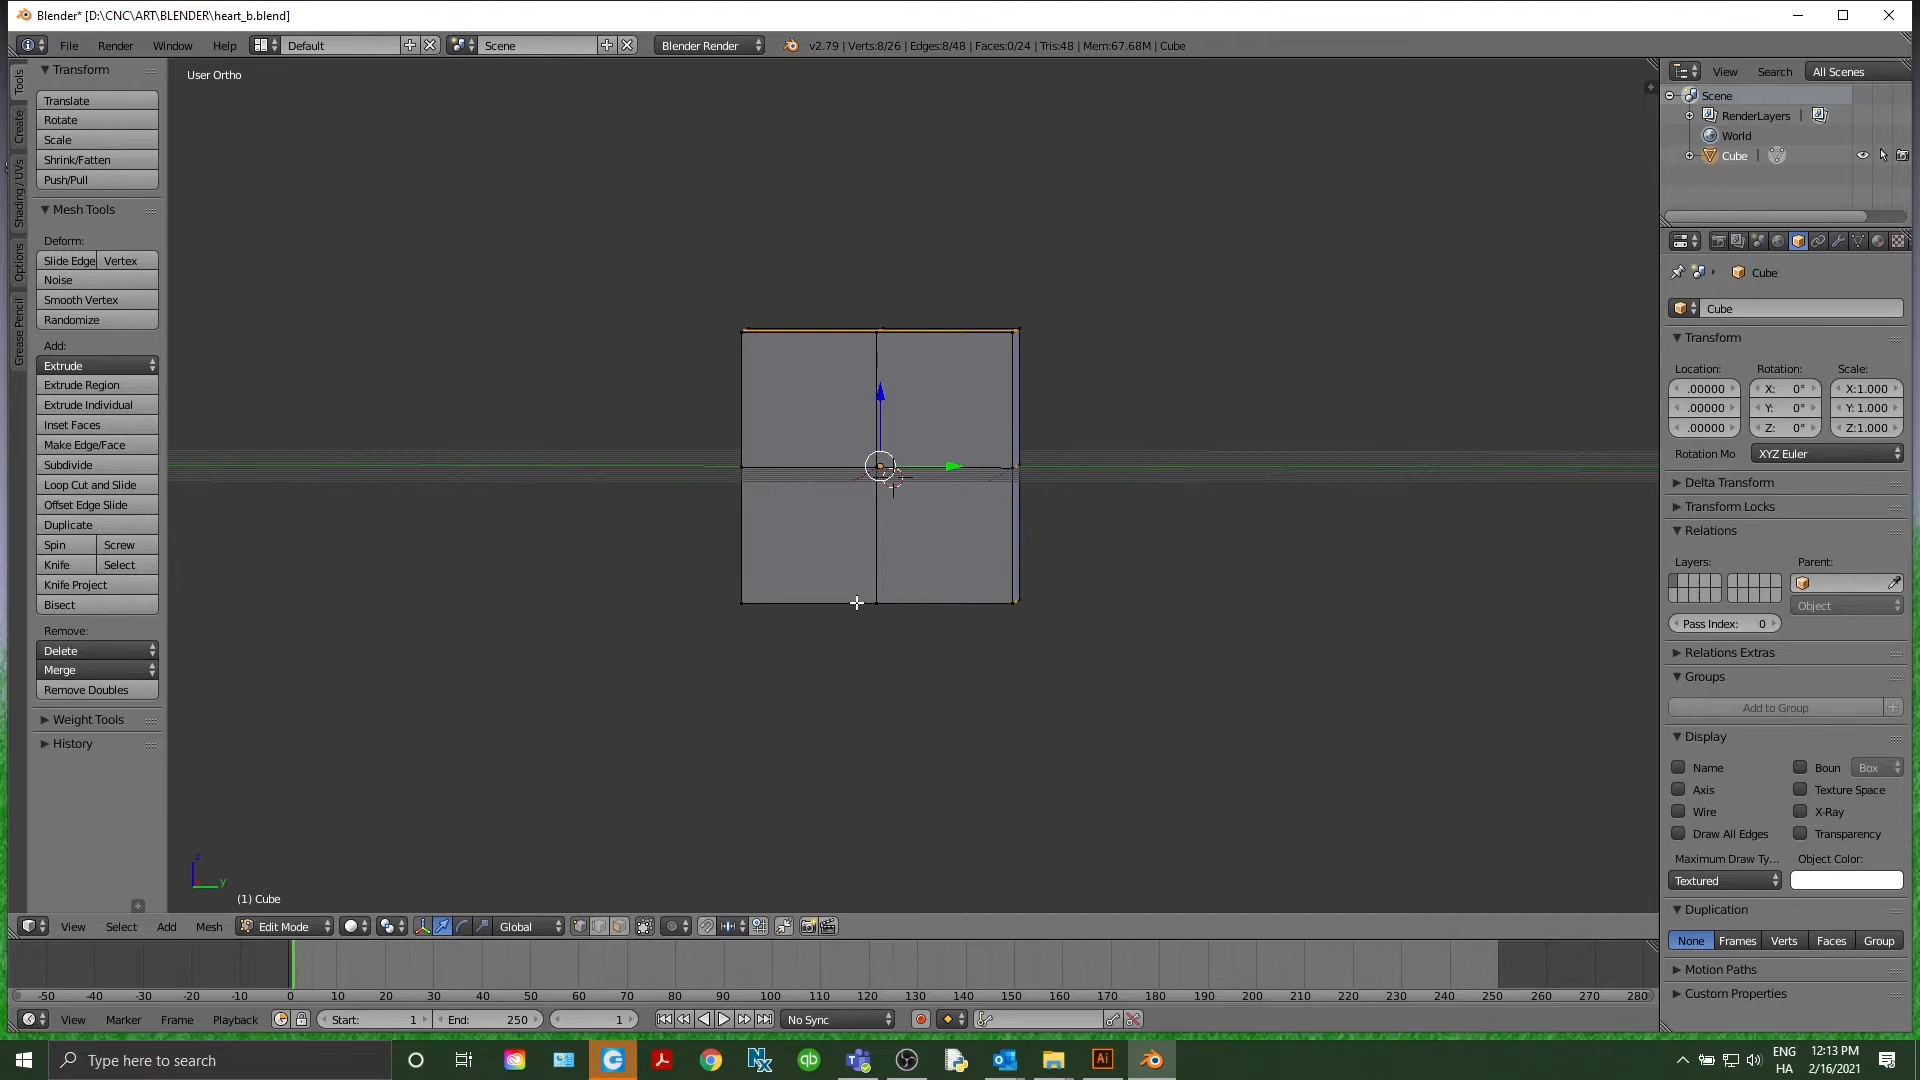 Blender* [D:\CNC\ART\BLENDER\heart_b.blend]
File Render Window Help Default Scene Blender Render v2.79 | Verts:8/26 | Edges:8/48 | Faces:0/24 | Tris:48 | Mem:67.68M | Cube
Tools
Create
Shading / UVs
Options
Grease Pencil
Transform
Translate
Rotate
Scale
Shrink/Fatten
Push/Pull
Mesh Tools
Deform:
Slide Edge Vertex
Noise
Smooth Vertex
Randomize
Add:
Extrude
Extrude Region
Extrude Individual
Inset Faces
Make Edge/Face
Subdivide
Loop Cut and Slide
Offset Edge Slide
Duplicate
Spin Screw
Knife Select
Knife Project
Bisect
Remove:
Delete
Merge
Remove Doubles
Weight Tools
History
User Ortho
z
y
(1) Cube
View Search All Scenes
Scene
RenderLayers
World
Cube
Cube
Cube
Transform
Location: Rotation: Scale:
.00000 X: 0° X:1.000
.00000 Y: 0° Y: 1.000
.00000 Z: 0° Z:1.000
Rotation Mo XYZ Euler
Delta Transform
Transform Locks
Relations
Layers: Parent:
Object
Pass Index: 0
Relations Extras
Groups
Add to Group
Display
Name Boun Box
Axis Texture Space
Wire X-Ray
Draw All Edges Transparency
Maximum Draw Ty... Object Color:
Textured
Duplication
None Frames Verts Faces Group
Motion Paths
Custom Properties
View Select Add Mesh Edit Mode Global
-50 -40 -30 -20 -10 0 10 20 30 40 50 60 70 80 90 100 110 120 130 140 150 160 170 180 190 200 210 220 230 240 250 260 270 280
View Marker Frame Playback Start: 1 End: 250 1 No Sync
Type here to search
ENG
HA
12:13 PM
2/16/2021